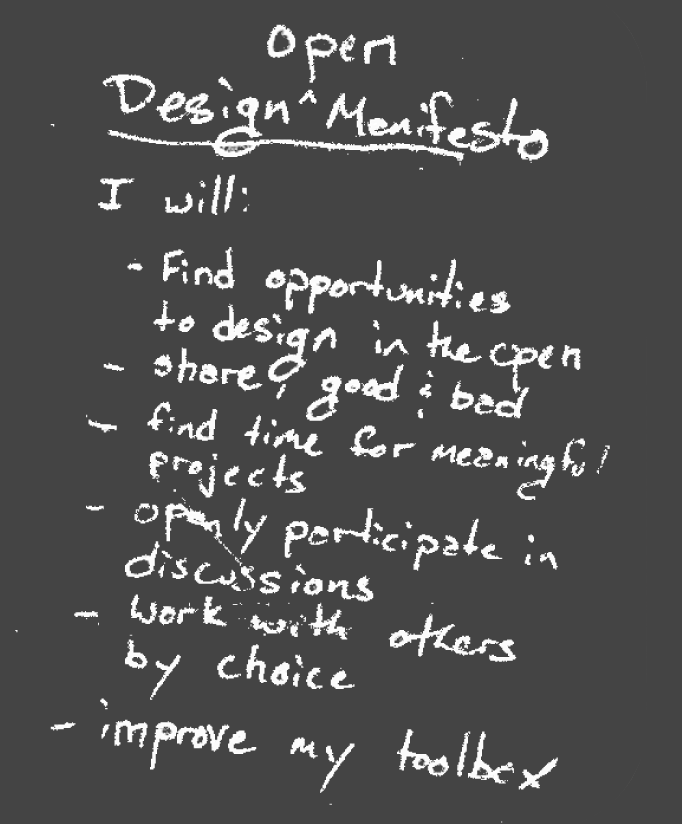 Open
Design ^ Manifesto
I will:
- Find opportunities
to design in the open
- share, good & bad
- find time for meaningful
projects
- openly participate in
discussions
- work with others
by choice
- improve my toolbox